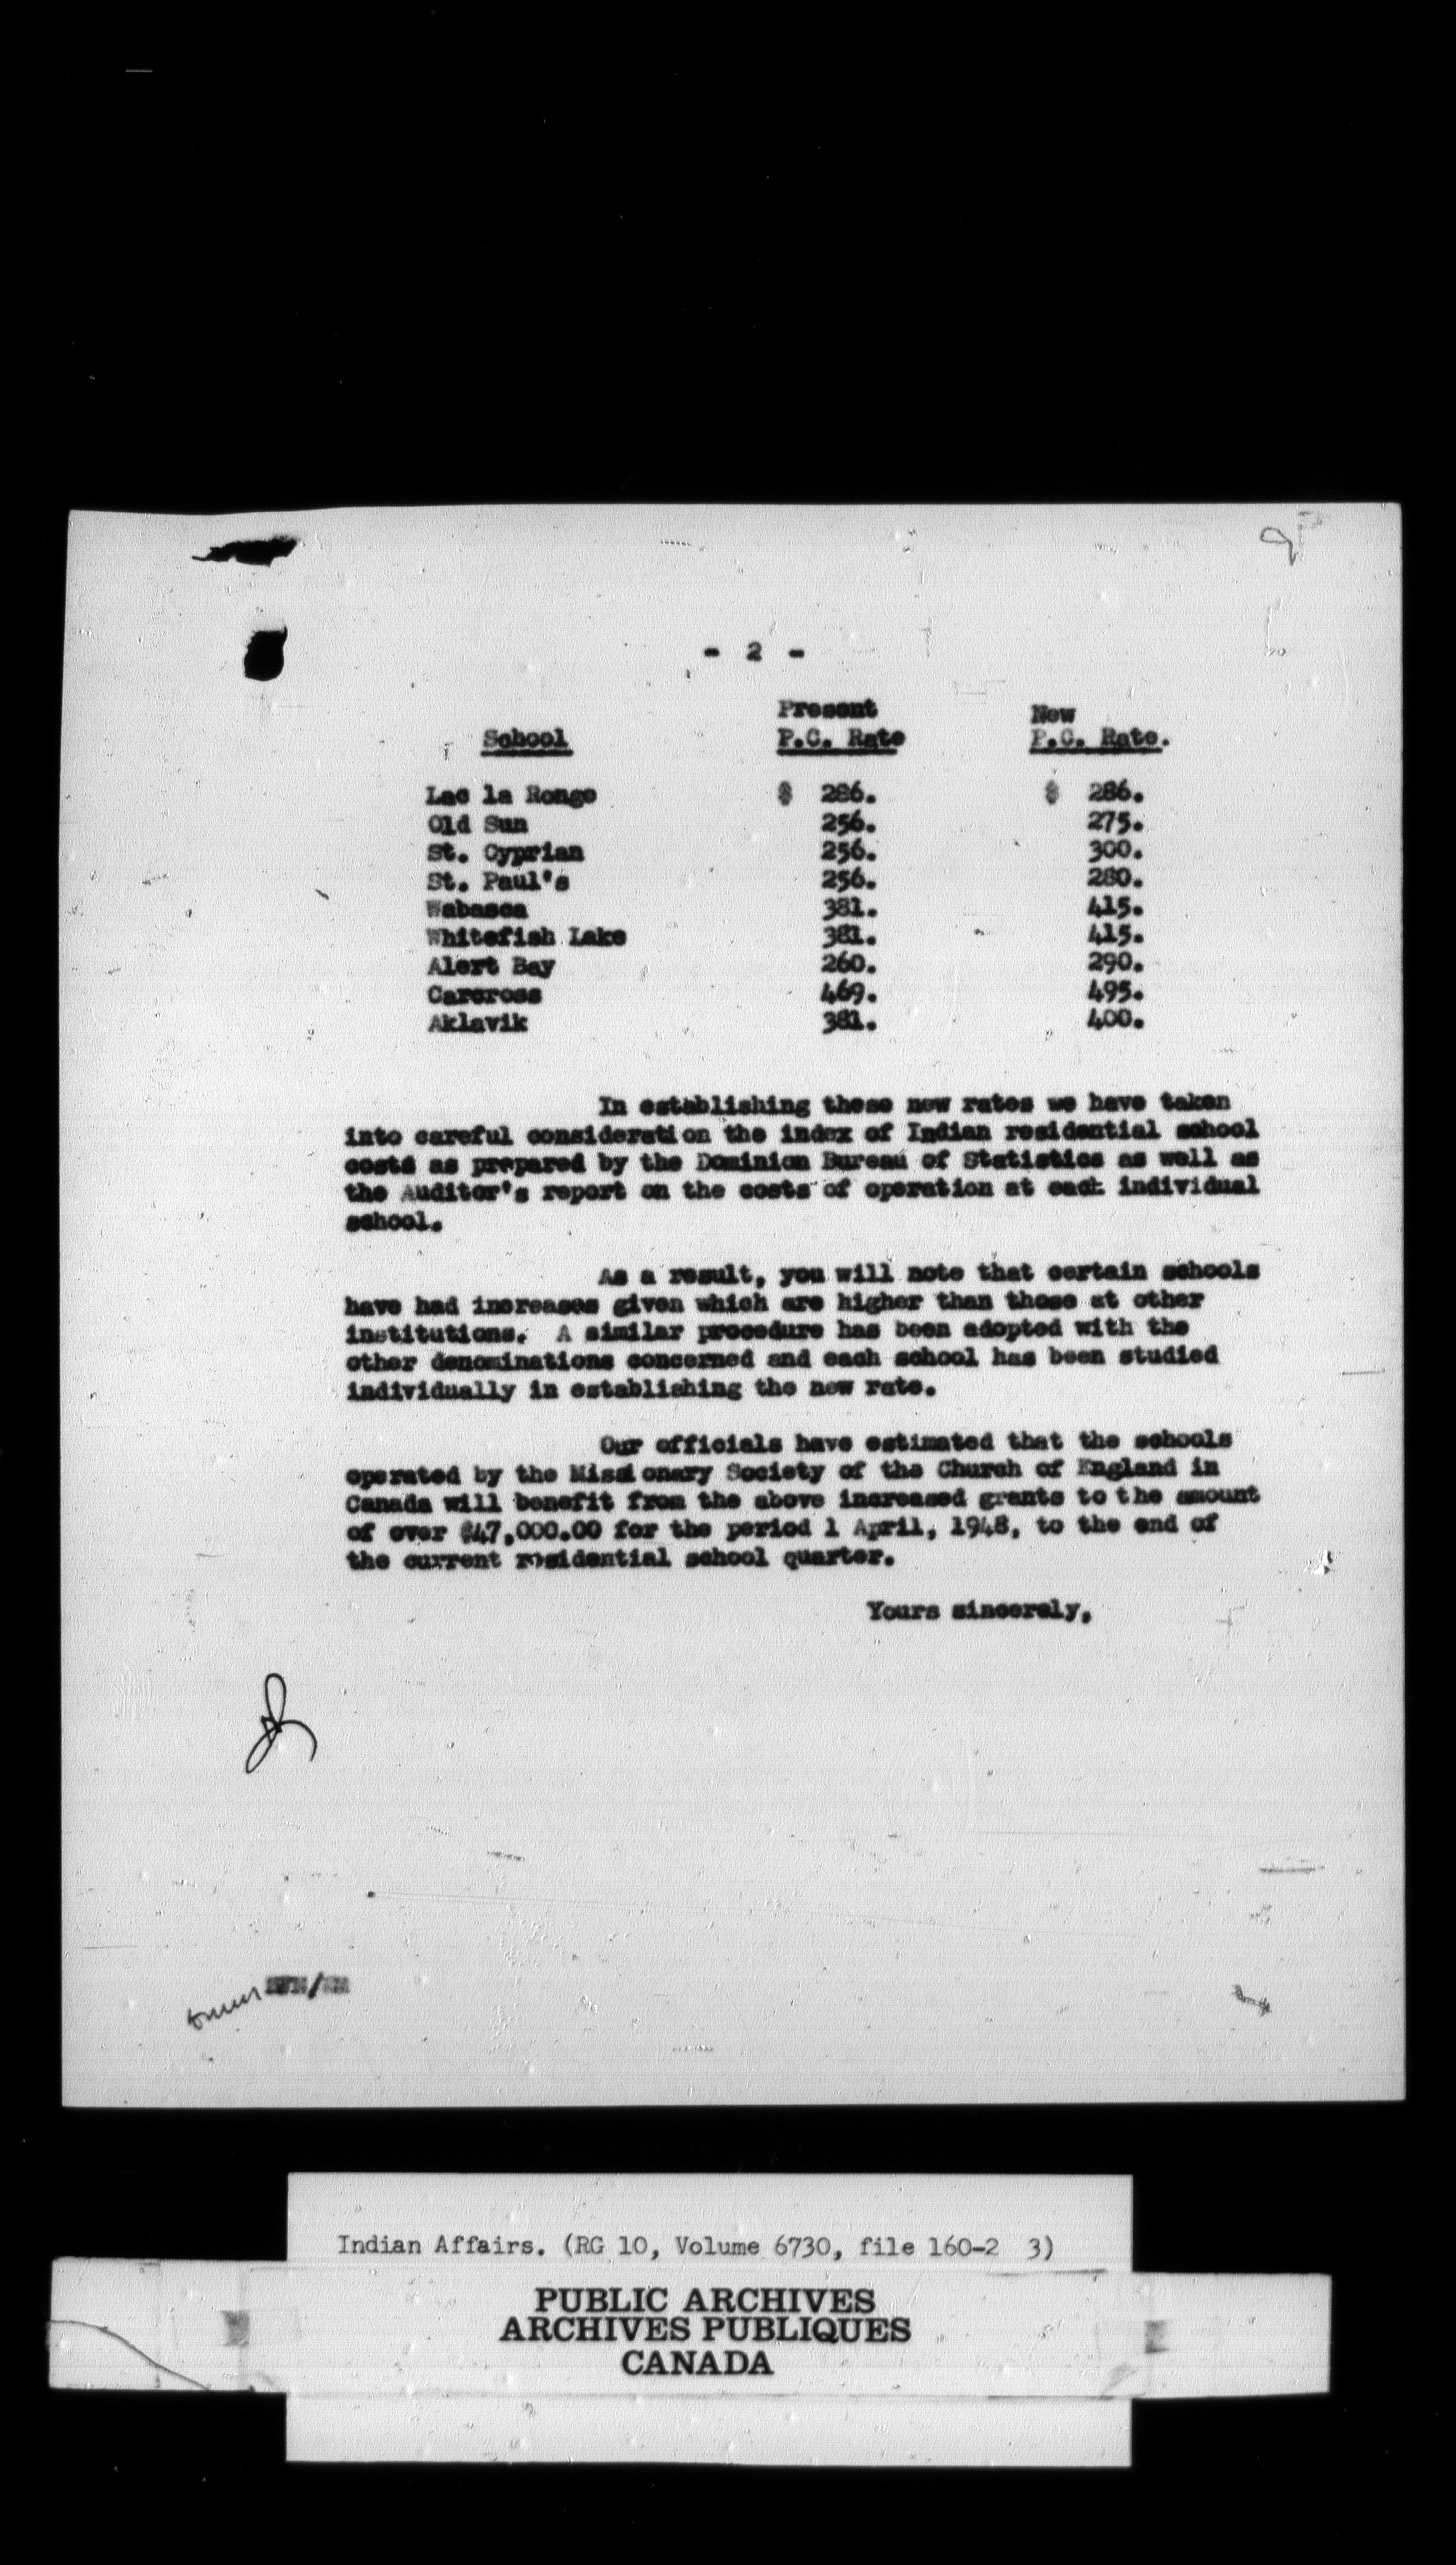 - 2 -
School Present P.C. Rate New P.C. Rate.
Lac la Ronge $ 286. $ 286.
Old Sun 256. 275.
St. Cyprian 256. 300.
St. Paul's 256. 280.
Wabasca 381. 415.
Whitefish Lake 381. 415.
Alert Bay 260. 290.
Carcross 469. 495.
Aklavik 381. 400.
In establishing these new rates we have taken
into careful consideration the index of Indian residential school
costs as prepared by the Dominion Bureau of Statistics as well as
the Auditor's report on the costs of operation at each individual
school.
As a result, you will note that certain schools
have had increases given which are higher than those at other
institutions. A similar procedure has been adopted with the
other denominations concerned and each school has been studied
individually in establishing the new rate.
Our officials have estimated that the schools
operated by the Missionary Society of the Church of England in
Canada will benefit from the above increased grants to the amount
of over $47,000.00 for the period 1 April, 1948, to the end of
the current residential school quarter.
Yours sincerely,
Indian Affairs. (RG 10, Volume 6730, file 160-2 3)
PUBLIC ARCHIVES
ARCHIVES PUBLIQUES
CANADA